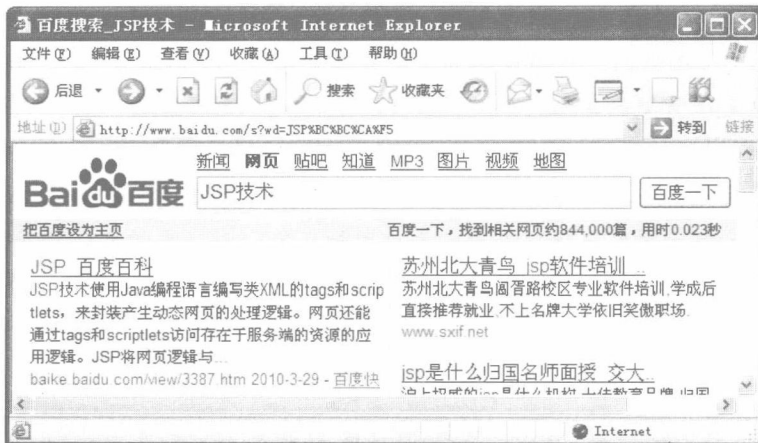 百度搜索_JSP技术 - Microsoft Internet Explorer
文件(F) 编辑(E) 查看(V) 收藏(A) 工具(T) 帮助(H)
后退 搜索 收藏夹
地址(D) http://www.baidu.com/s?wd=JSP%BC%BC%CA%F5 转到 链接
新闻 网页 贴吧 知道 MP3 图片 视频 地图
Bai du 百度 JSP技术 百度一下
把百度设为主页 百度一下,找到相关网页约844,000篇,用时0.023秒
JSP 百度百科
JSP技术使用Java编程语言编写类XML的tags和scrip
tlets,来封装产生动态网页的处理逻辑。网页还能
通过tags和scriptlets访问存在于服务端的资源的应
用逻辑。JSP将网页逻辑与...
baike.baidu.com/view/3387.htm 2010-3-29 - 百度快
苏州北大青鸟 jsp软件培训 ..
苏州北大青鸟阊胥路校区专业软件培训,学成后
直接推荐就业,不上名牌大学依旧笑傲职场.
www.sxif.net
jsp是什么归国名师面授 交大..
Internet